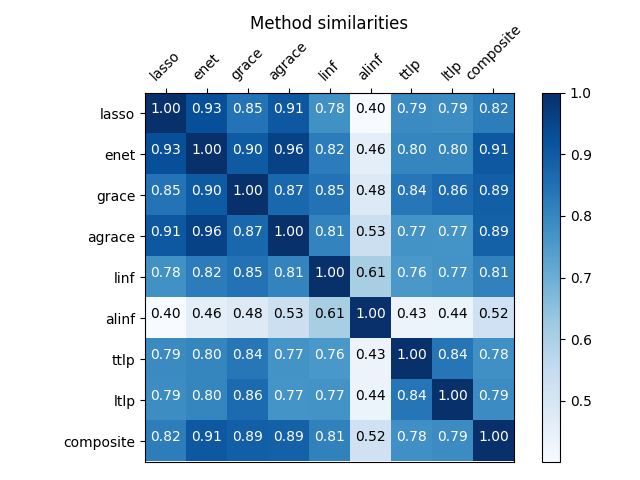 Method similarities
lasso enet grace agrace linf alinf ttlp ltlp composite
lasso 1.00 0.93 0.85 0.91 0.78 0.40 0.79 0.79 0.82
enet 0.93 1.00 0.90 0.96 0.82 0.46 0.80 0.80 0.91
grace 0.85 0.90 1.00 0.87 0.85 0.48 0.84 0.86 0.89
agrace 0.91 0.96 0.87 1.00 0.81 0.53 0.77 0.77 0.89
linf 0.78 0.82 0.85 0.81 1.00 0.61 0.76 0.77 0.81
alinf 0.40 0.46 0.48 0.53 0.61 1.00 0.43 0.44 0.52
ttlp 0.79 0.80 0.84 0.77 0.76 0.43 1.00 0.84 0.78
ltlp 0.79 0.80 0.86 0.77 0.77 0.44 0.84 1.00 0.79
composite 0.82 0.91 0.89 0.89 0.81 0.52 0.78 0.79 1.00
1.0
0.9
0.8
0.7
0.6
0.5